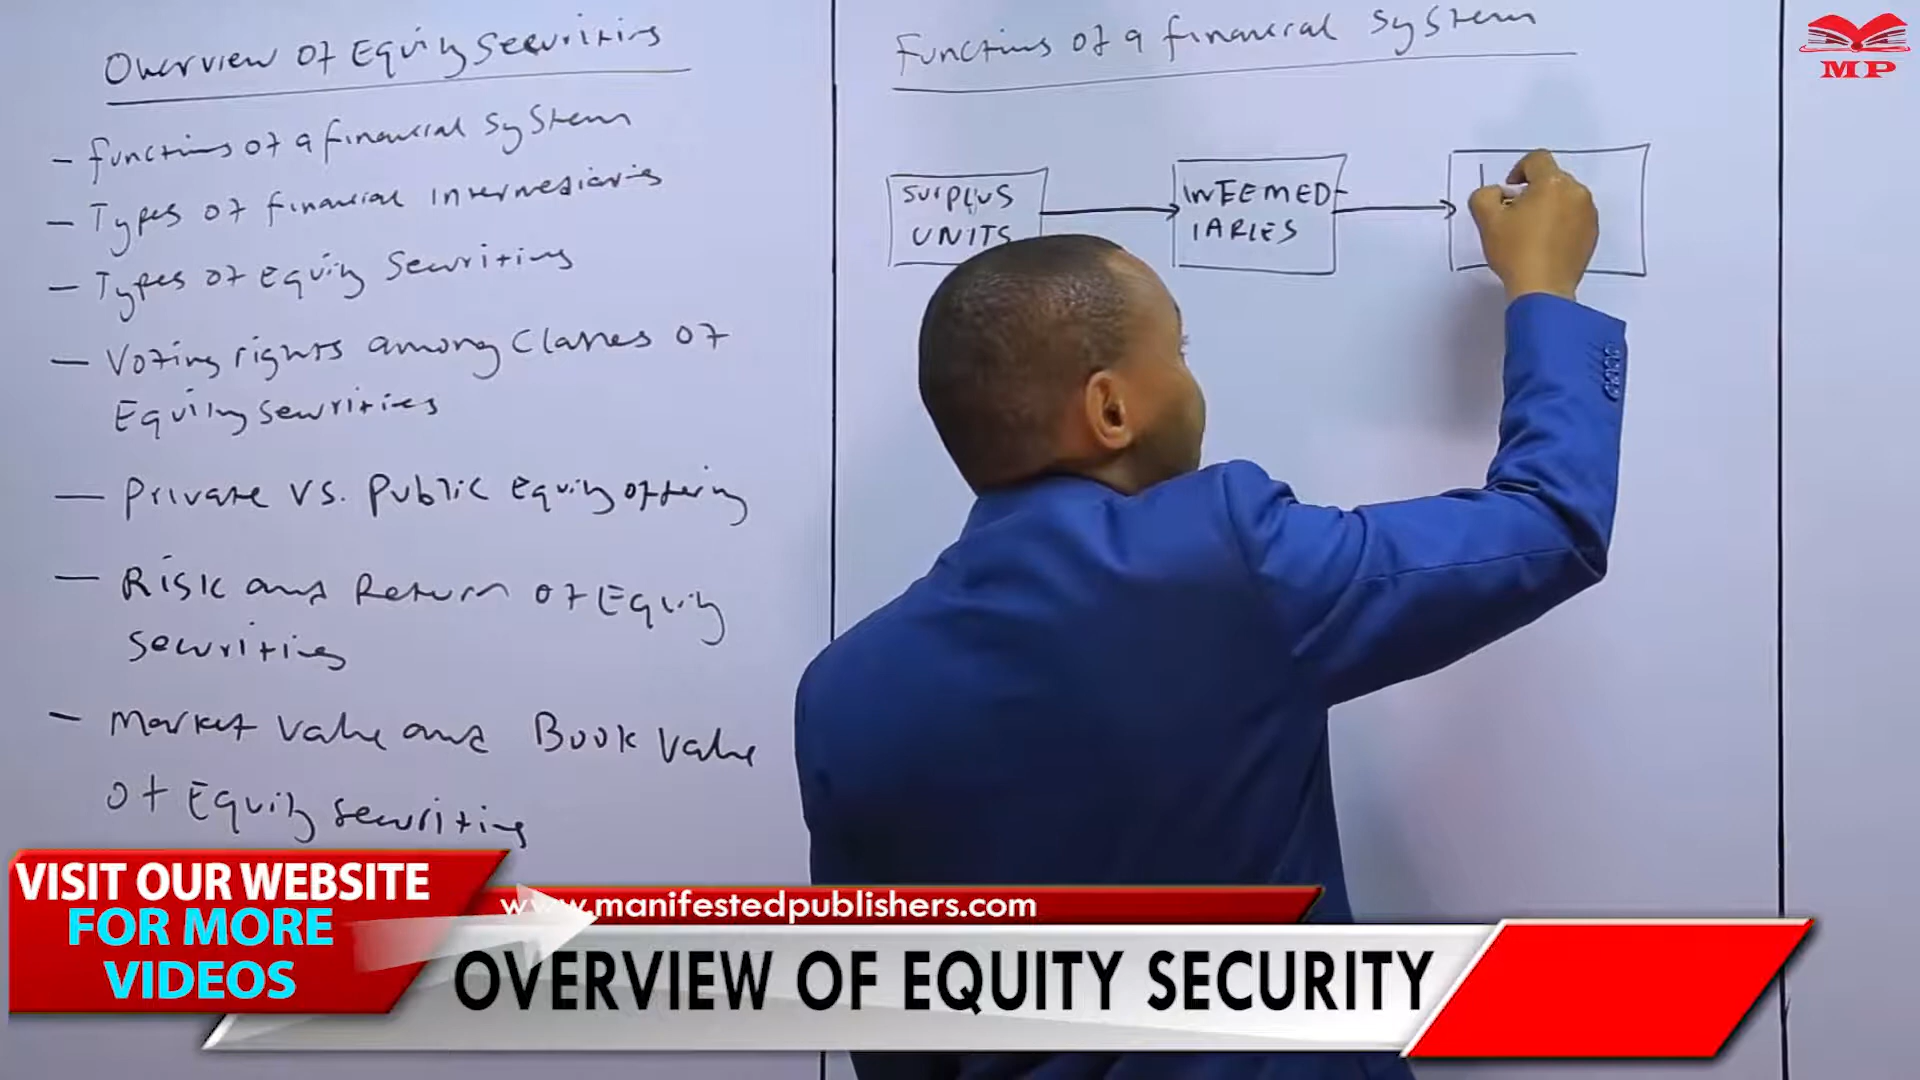 Overview of Equity Securities
- Functions of a financial system
- Types of financial intermediaries
- Types of equity securities
- Voting rights among classes of
Equity securities
- Private vs. Public equity offering
- Risk and Return of Equity
securities
- Market value and Book value
of Equity securities
Functions of a financial system
SURPLUS
UNITS
INTEEMED-
IARIES
MP
VISIT OUR WEBSITE
FOR MORE
VIDEOS
www.manifestedpublishers.com
OVERVIEW OF EQUITY SECURITY